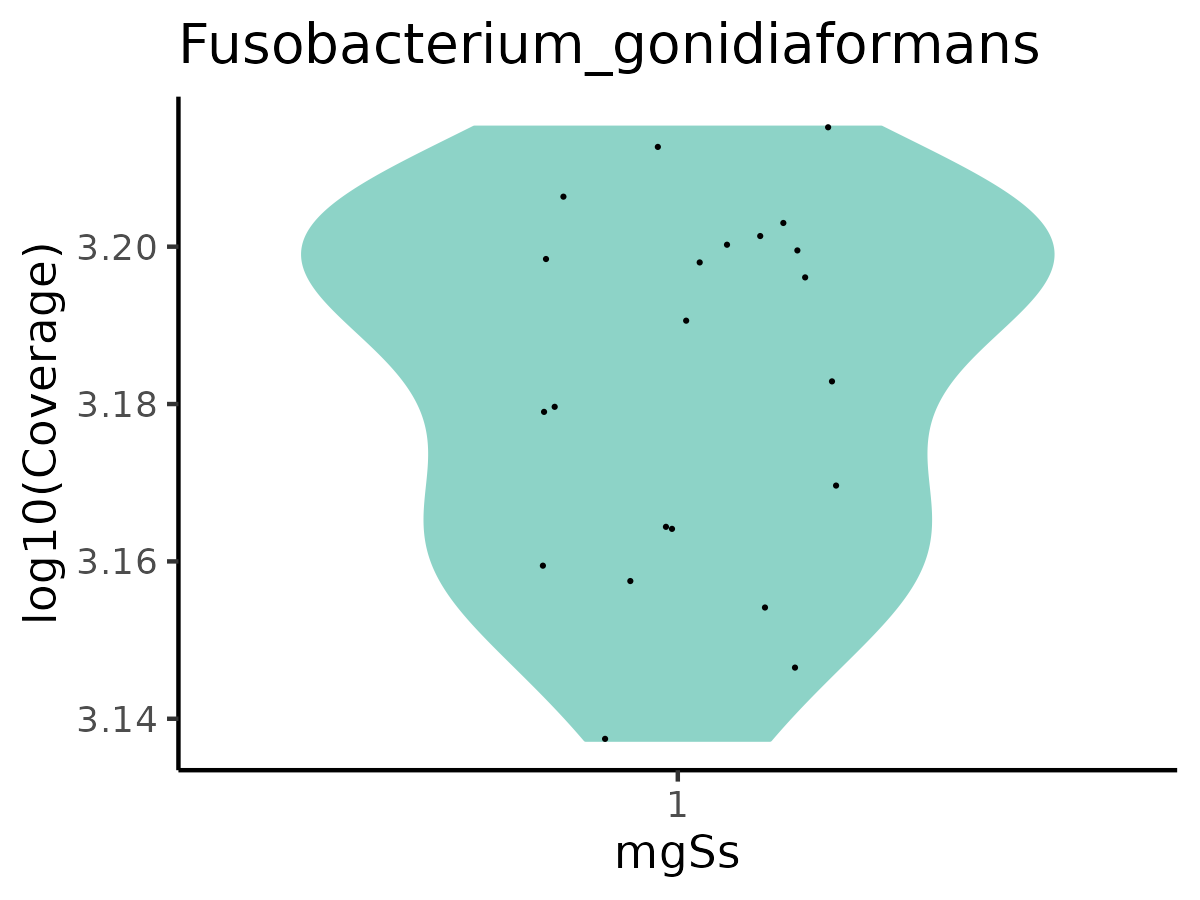 Fusobacterium_gonidiaformans
log10(Coverage)
3.20
3.18
3.16
3.14
1
mgSs